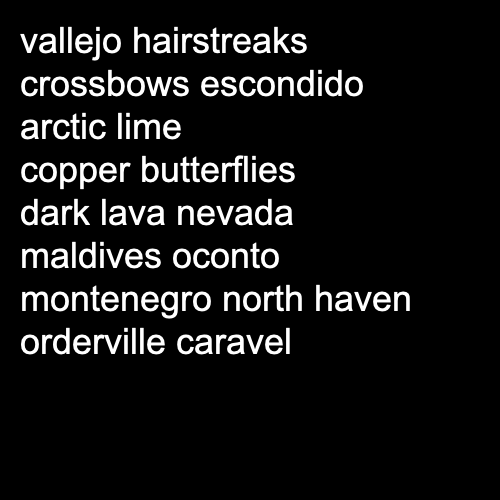 vallejo hairstreaks
crossbows escondido
arctic lime
copper butterflies
dark lava nevada
maldives oconto
montenegro north haven
orderville caravel